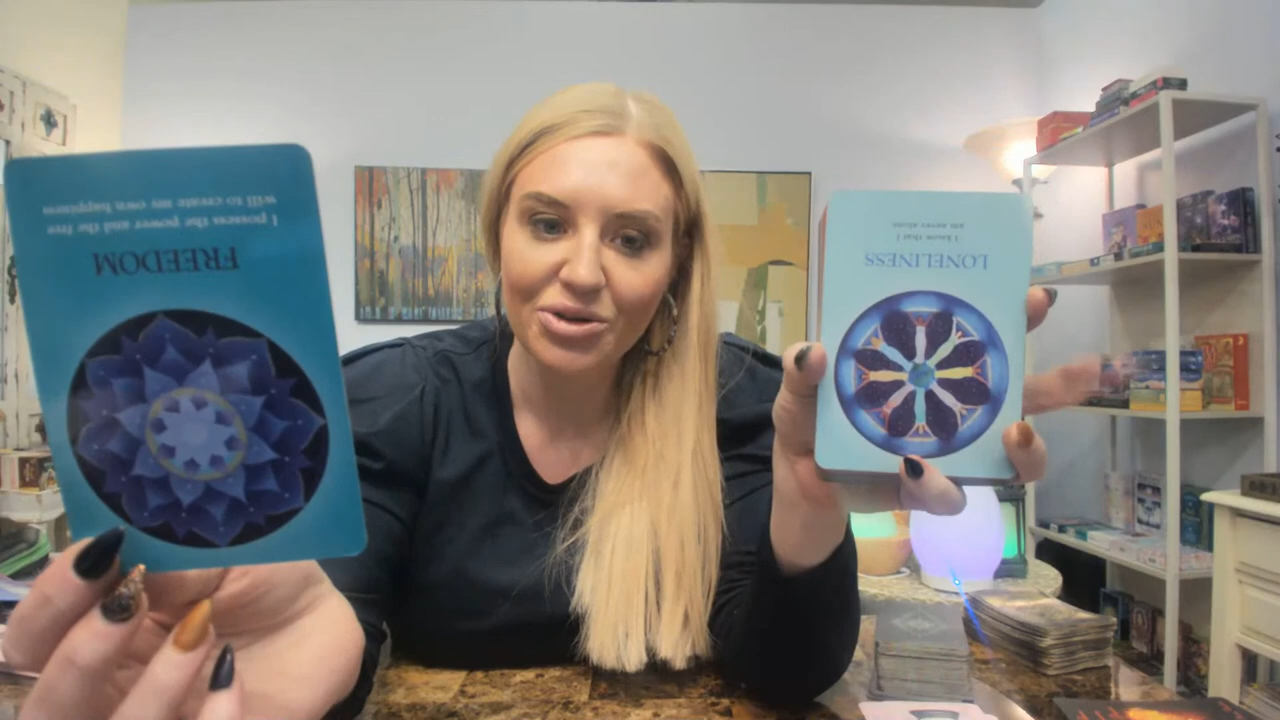 FREEDOM
I possess the power and the free
will to create my own happiness
LONELINESS
I know that I
am never alone